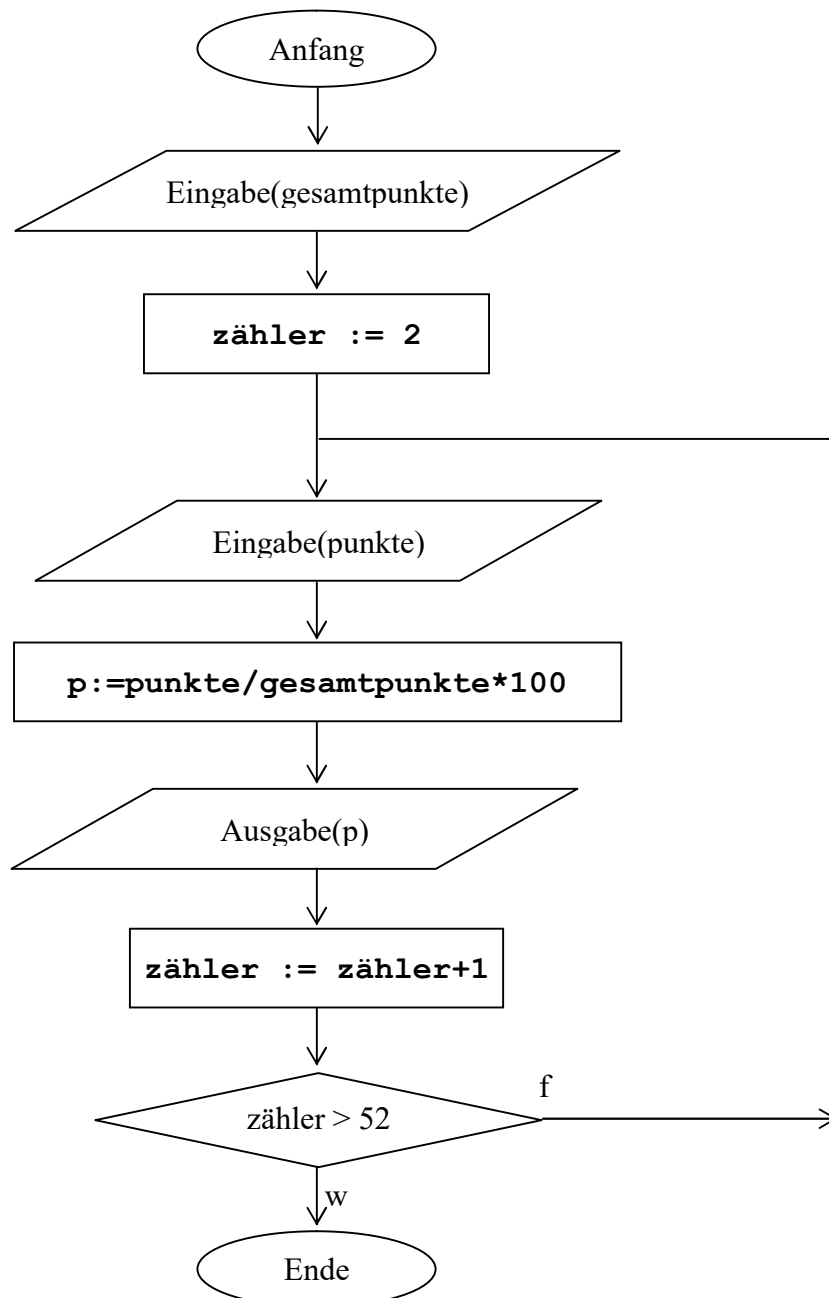 Anfang
Eingabe(gesamtpunkte)
zähler := 2
Eingabe(punkte)
p:=punkte/gesamtpunkte*100
Ausgabe(p)
zähler := zähler+1
f
zähler > 52
w
Ende